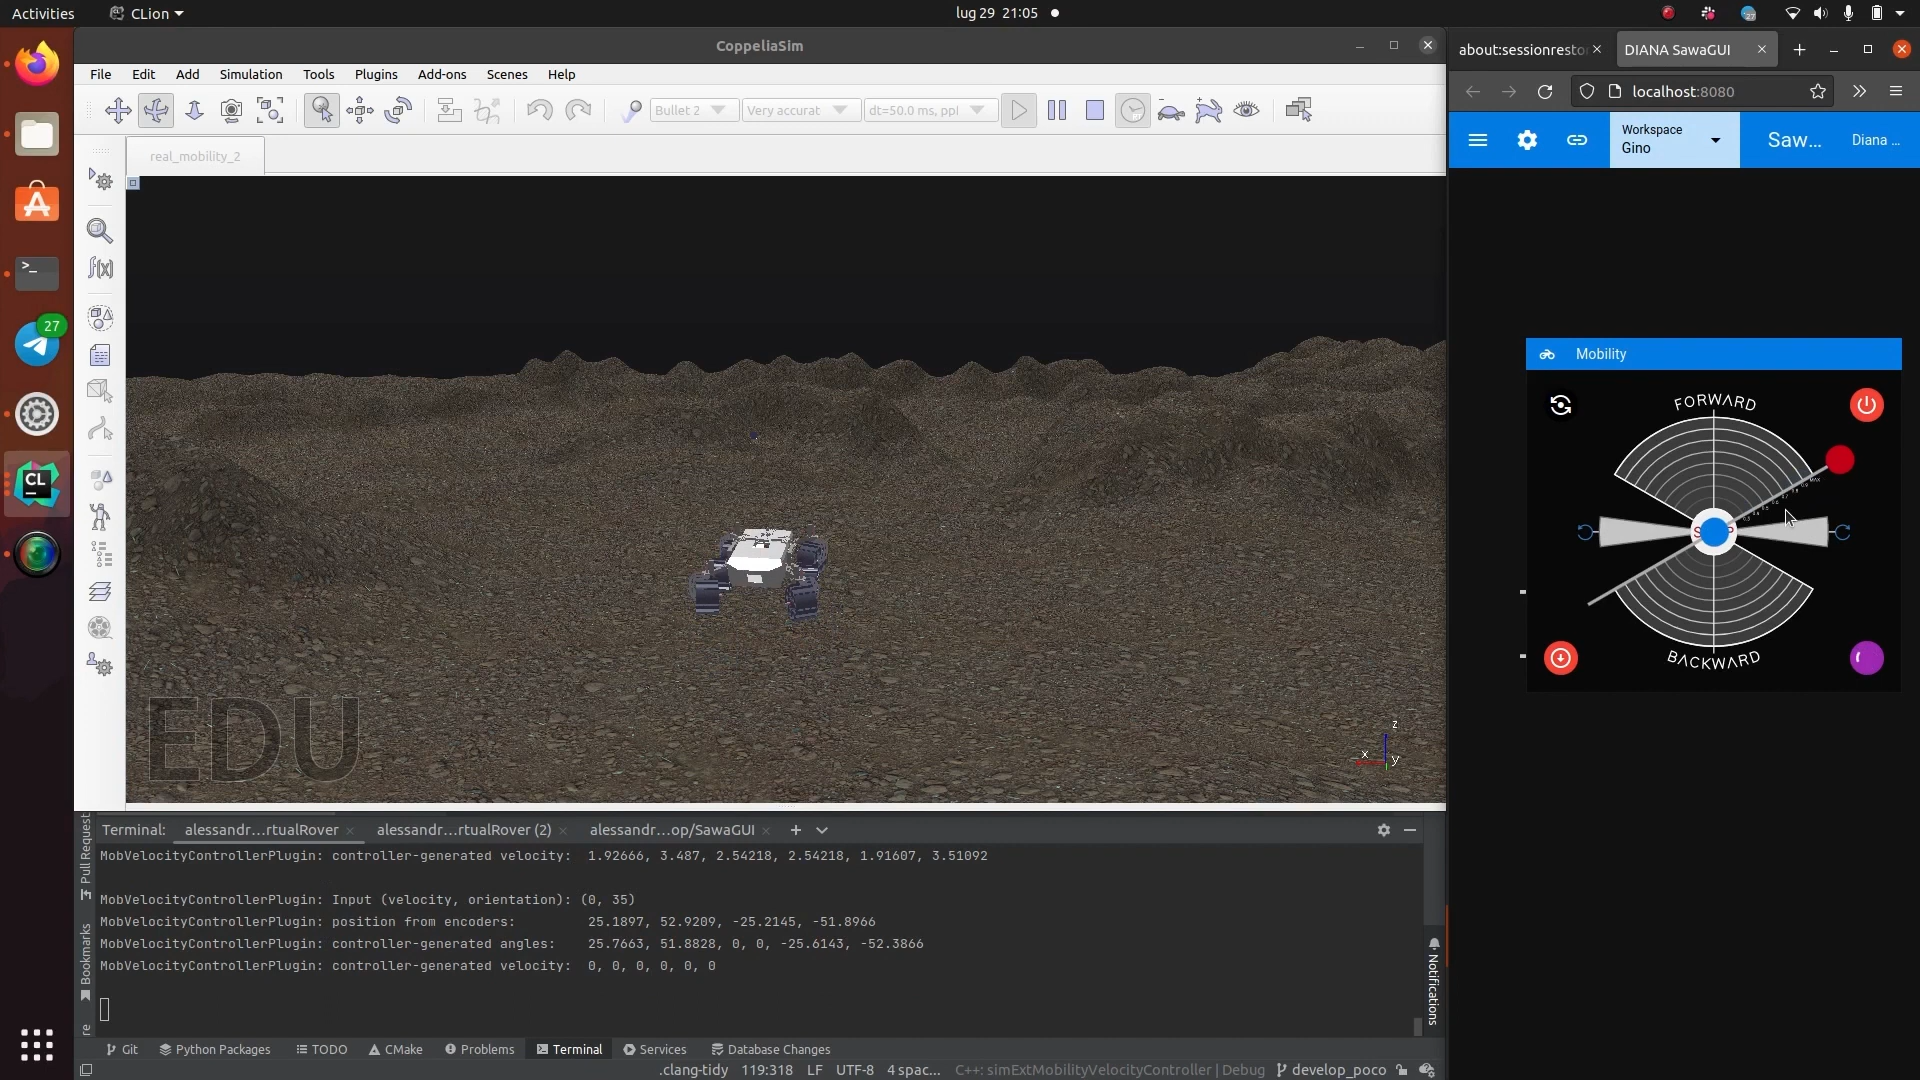 Activities
CLion
lug 29 21:05
CoppeliaSim
File Edit Add Simulation Tools Plugins Add-ons Scenes Help
Bullet 2
Very accurat
dt=50.0 ms, ppl
real_mobility_2
27
EDU
z
x
y
about:sessionresto
DIANA SawaGUI
localhost:8080
Workspace
Gino
Saw...
Diana ...
Mobility
FORWARD
MAX
BACKWARD
Terminal: alessandr...rtualRover alessandr...rtualRover (2) alessandr...op/SawaGUI
MobVelocityControllerPlugin: controller-generated velocity: 1.92666, 3.487, 2.54218, 2.54218, 1.91607, 3.51092
MobVelocityControllerPlugin: Input (velocity, orientation): (0, 35)
MobVelocityControllerPlugin: position from encoders: 25.1897, 52.9209, -25.2145, -51.8966
MobVelocityControllerPlugin: controller-generated angles: 25.7663, 51.8828, 0, 0, -25.6143, -52.3866
MobVelocityControllerPlugin: controller-generated velocity: 0, 0, 0, 0, 0, 0
Pull Request
Bookmarks
re
Notifications
Git Python Packages TODO CMake Problems Terminal Services Database Changes
.clang-tidy 119:318 LF UTF-8 4 spac... C++: simExtMobilityVelocityController | Debug develop_poco